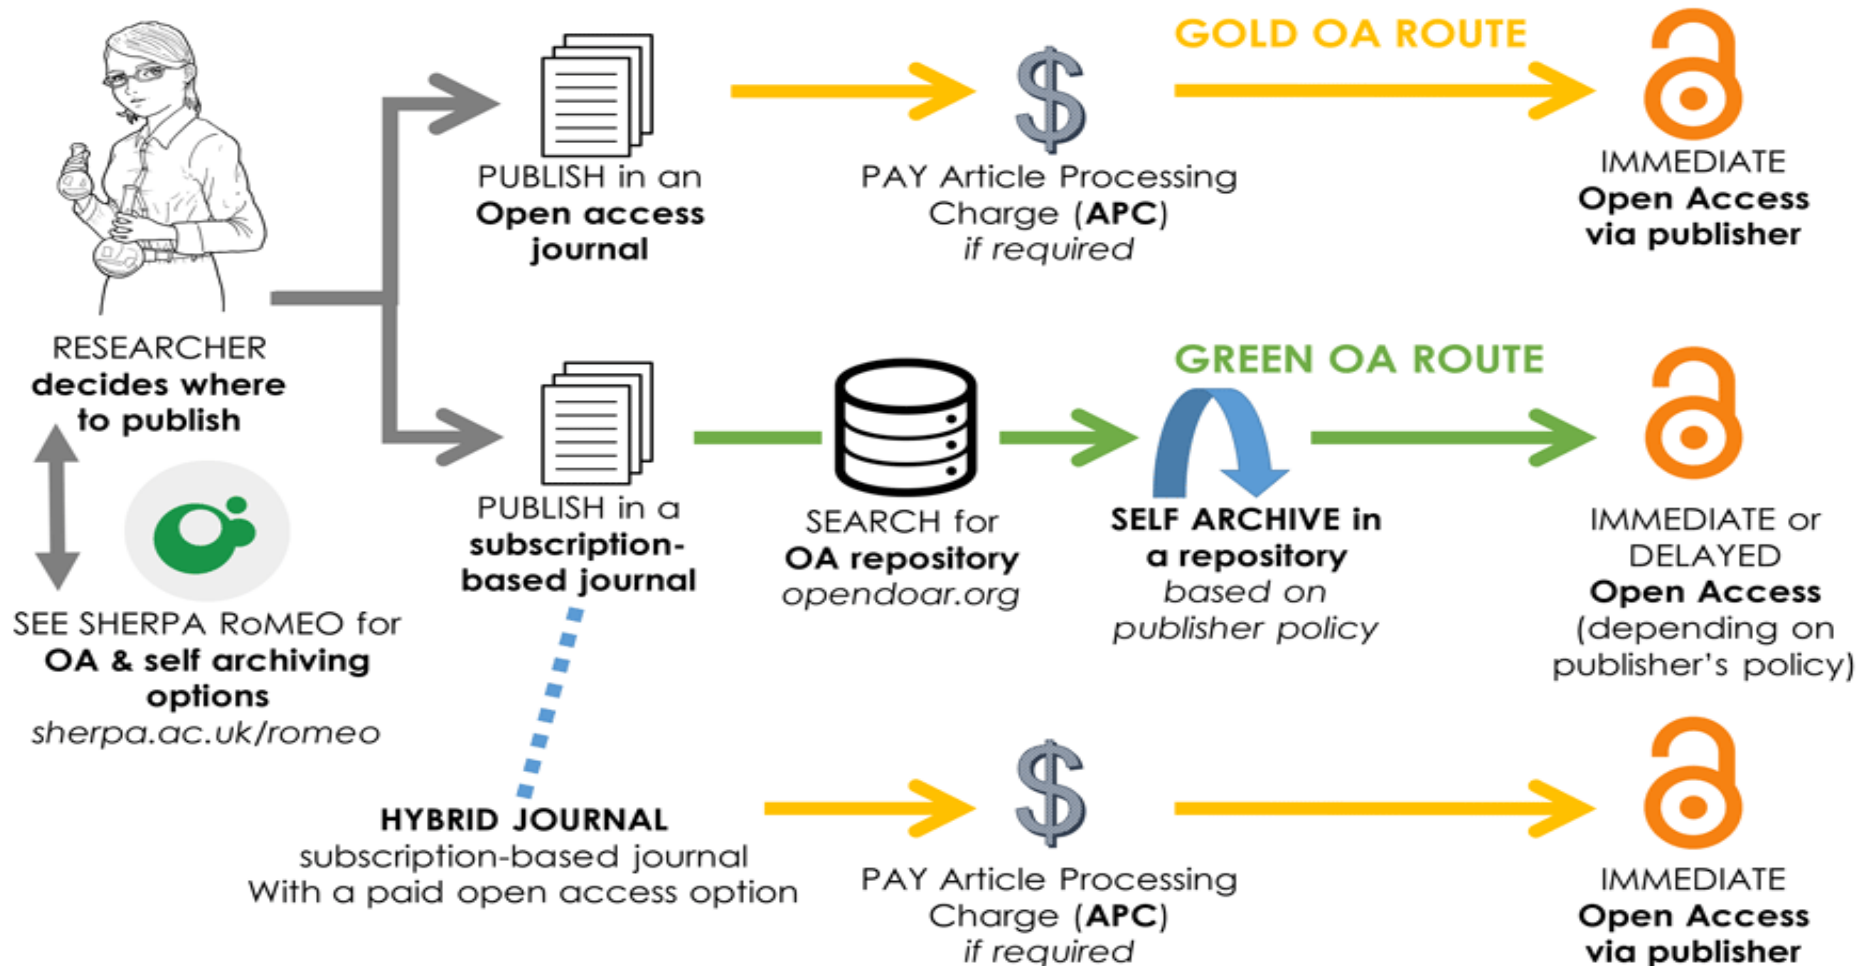 GOLD OA ROUTE
PUBLISH in an
Open access
journal
PAY Article Processing
Charge (APC)
if required
IMMEDIATE
Open Access
via publisher
RESEARCHER
decides where
to publish
SEE SHERPA RoMEO for
OA & self archiving
options
sherpa.ac.uk/romeo
GREEN OA ROUTE
PUBLISH in a
subscription-
based journal
SEARCH for
OA repository
opendoar.org
SELF ARCHIVE in
a repository
based on
publisher policy
IMMEDIATE or
DELAYED
Open Access
(depending on
publisher's policy)
HYBRID JOURNAL
subscription-based journal
With a paid open access option
PAY Article Processing
Charge (APC)
if required
IMMEDIATE
Open Access
via publisher